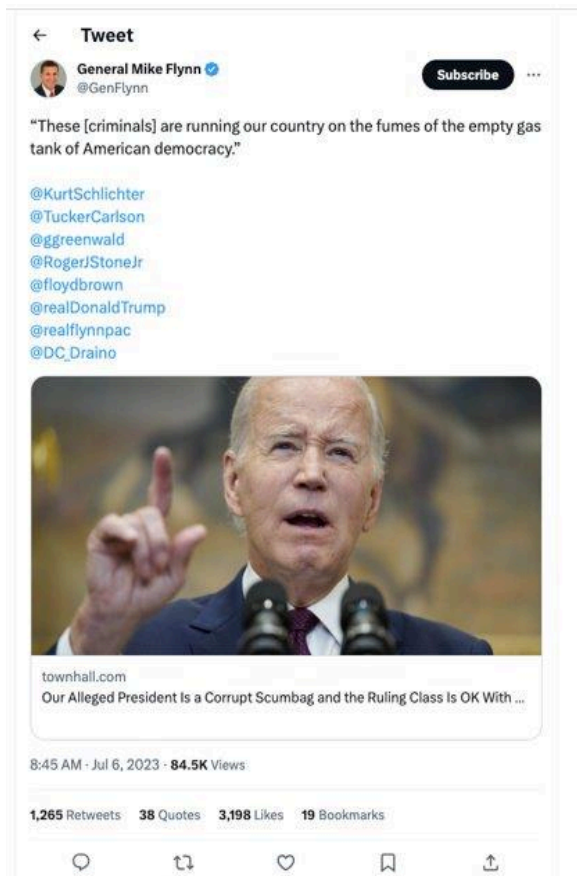 ← Tweet
General Mike Flynn
@GenFlynn
Subscribe
...
“These [criminals] are running our country on the fumes of the empty gas
tank of American democracy.”
@KurtSchlichter
@TuckerCarlson
@ggreenwald
@RogerJStoneJr
@floydbrown
@realDonaldTrump
@realflynnpac
@DC_Draino
townhall.com
Our Alleged President Is a Corrupt Scumbag and the Ruling Class Is OK With ...
8:45 AM · Jul 6, 2023 · 84.5K Views
1,265 Retweets 38 Quotes 3,198 Likes 19 Bookmarks